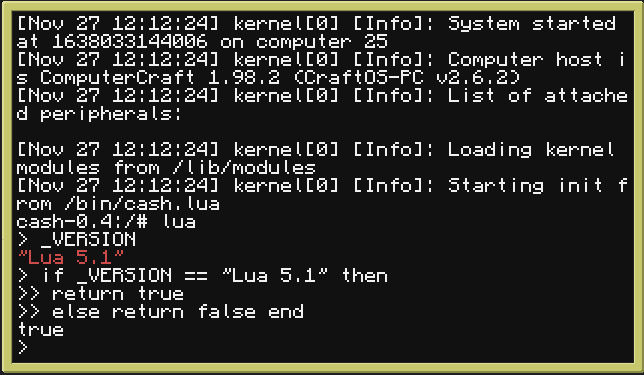 [Nov 27 12:12:24] kernel[0] [Info]: System started
at 1638033144006 on computer 25
[Nov 27 12:12:24] kernel[0] [Info]: Computer host i
s ComputerCraft 1.98.2 (CraftOS-PC v2.6.2)
[Nov 27 12:12:24] kernel[0] [Info]: List of attache
d peripherals:
[Nov 27 12:12:24] kernel[0] [Info]: Loading kernel
modules from /lib/modules
[Nov 27 12:12:24] kernel[0] [Info]: Starting init f
rom /bin/cash.lua
cash-0.4:/# lua
> _VERSION
"Lua 5.1"
> if _VERSION == "Lua 5.1" then
>> return true
>> else return false end
true
>